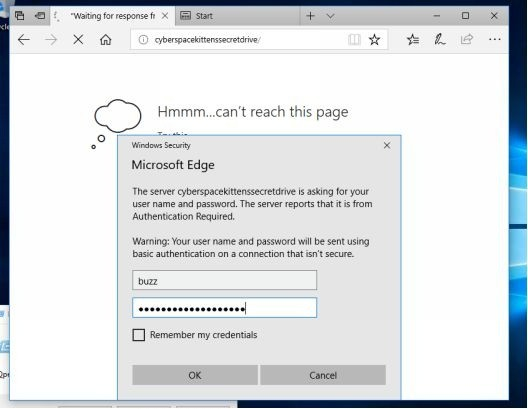 "Waiting for response fr
Start
cyberspacekittenssecretdrive/
Hmmm...can't reach this page
Windows Security
Microsoft Edge
The server cyberspacekittenssecretdrive is asking for your
user name and password. The server reports that it is from
Authentication Required.
Warning: Your user name and password will be sent using
basic authentication on a connection that isn't secure.
buzz
Remember my credentials
OK
Cancel